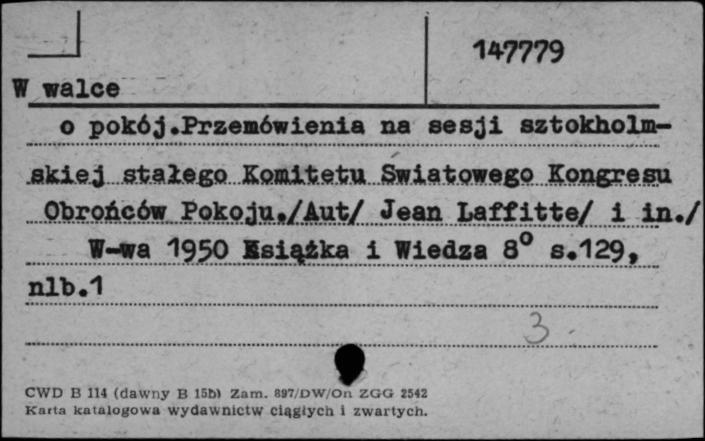 147779
W walce
o pokój.Przemówienia na sesji sztokholm-
skiej stałego Komitetu Swiatowego Kongresu
Obrońców Pokoju./Aut/ Jean Laffitte/ i in./
W-wa 1950 Książka i Wiedza 8° s.129,
nlb.1
3
CWD B 114 (dawny B 15b) Zam. 897/DW/On ZGG 2542
Karta katalogowa wydawnictw ciągłych i zwartych.